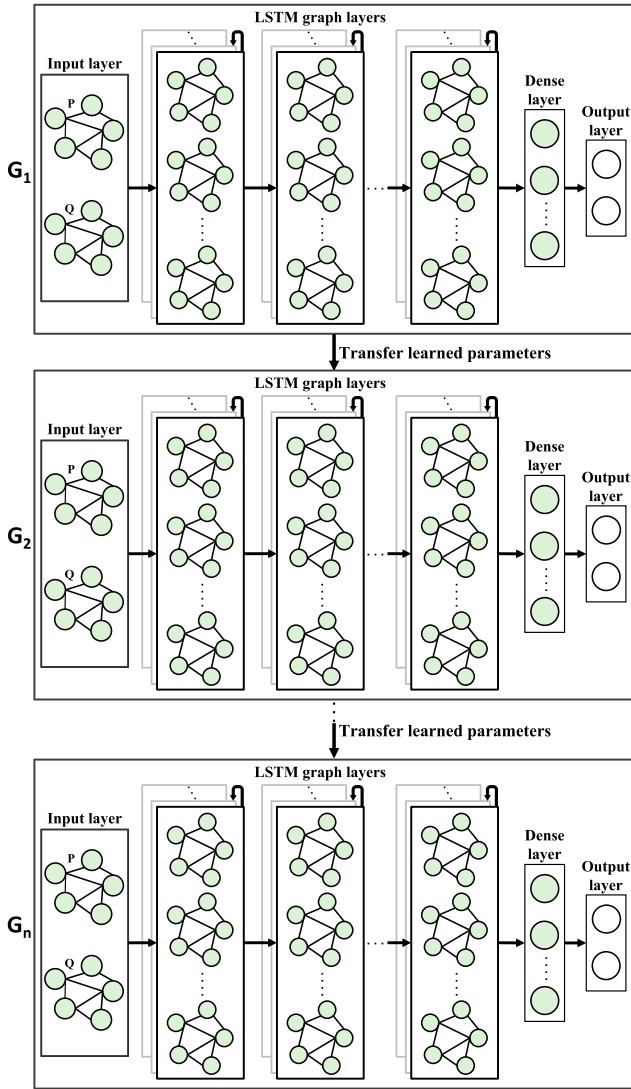 LSTM graph layers
Input layer
P
Q
Dense
layer
Output
layer
G1
Transfer learned parameters
LSTM graph layers
Input layer
P
Q
Dense
layer
Output
layer
G2
Transfer learned parameters
LSTM graph layers
Input layer
P
Q
Dense
layer
Output
layer
Gn